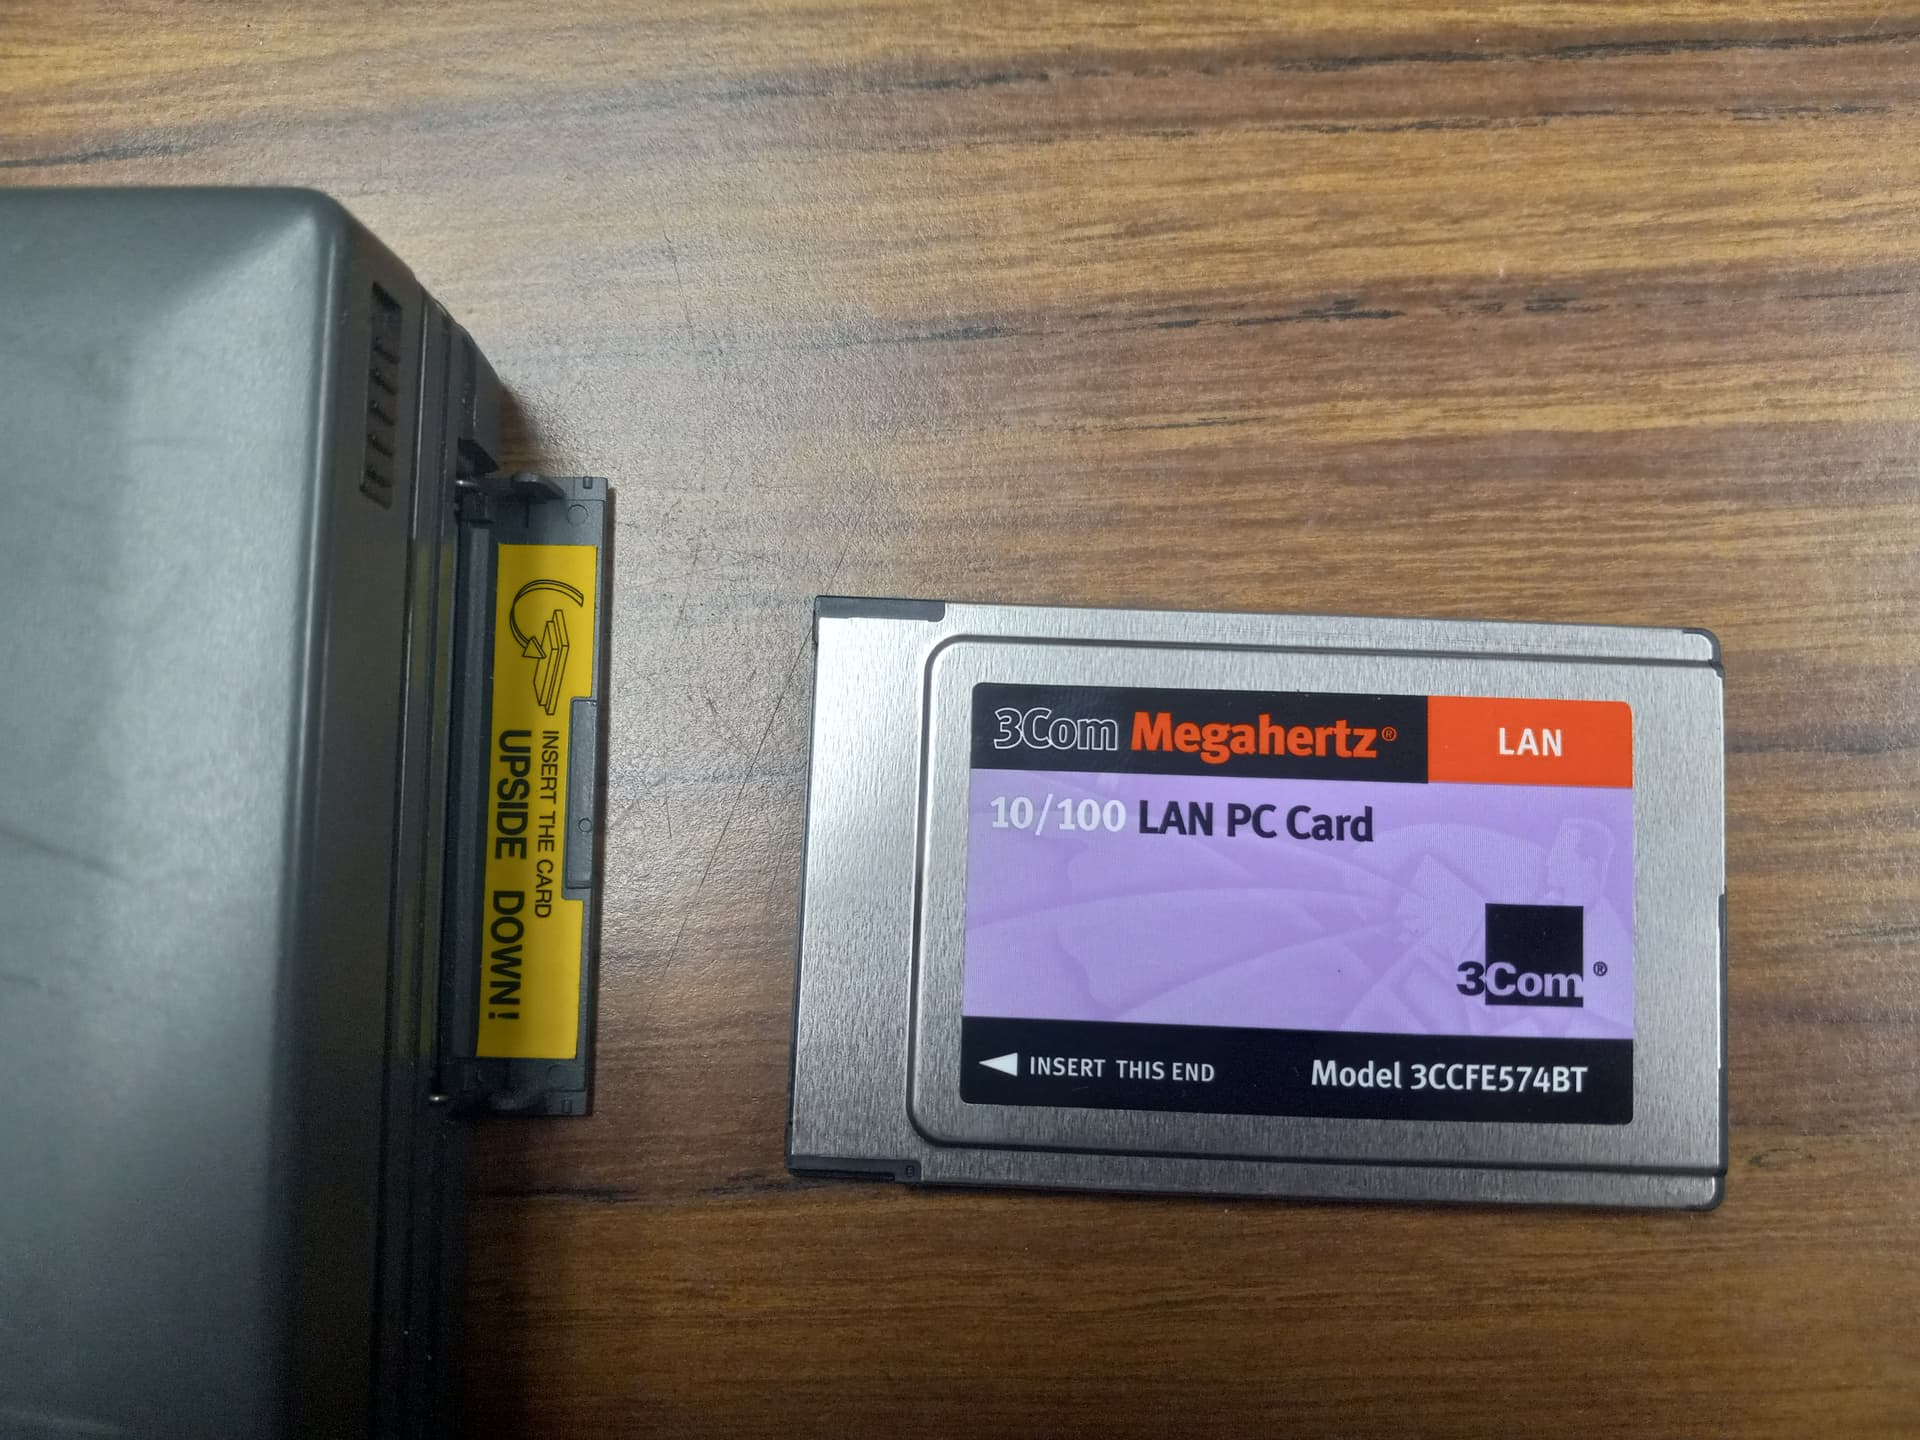 INSERT THE CARD
UPSIDE DOWN!
3Com Megahertz® LAN
10/100 LAN PC Card
3Com®
INSERT THIS END Model 3CCFE574BT